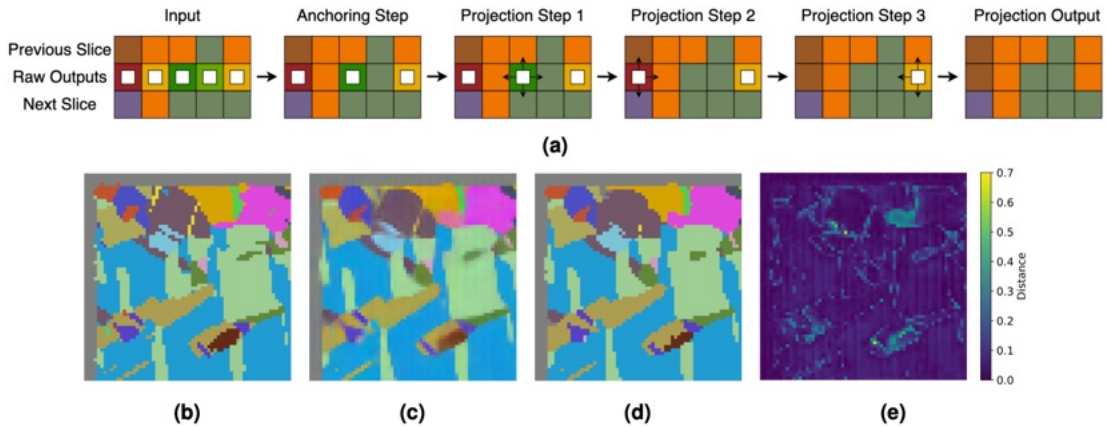 Input Anchoring Step Projection Step 1 Projection Step 2 Projection Step 3 Projection Output
Previous Slice
Raw Outputs
Next Slice
(a)
0.7
0.6
0.5
0.4
0.3
0.2
0.1
0.0
Distance
(b) (c) (d) (e)